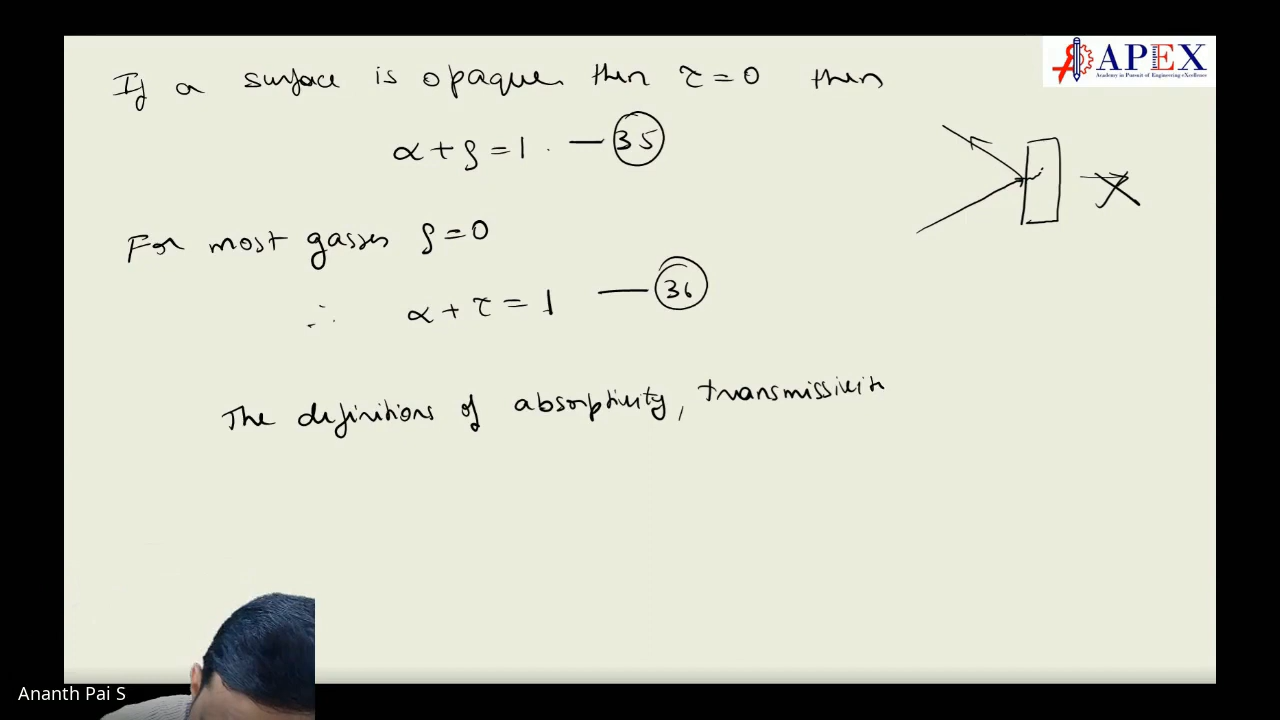 If a surface is opaque then τ=0 then
α+ρ=1. — 35
For most gasses ρ=0
∴ α+τ=1 — 36
The definitions of absorptivity, transmissivit
APEX
Academy in Pursuit of Engineering eXcellence
Ananth Pai S